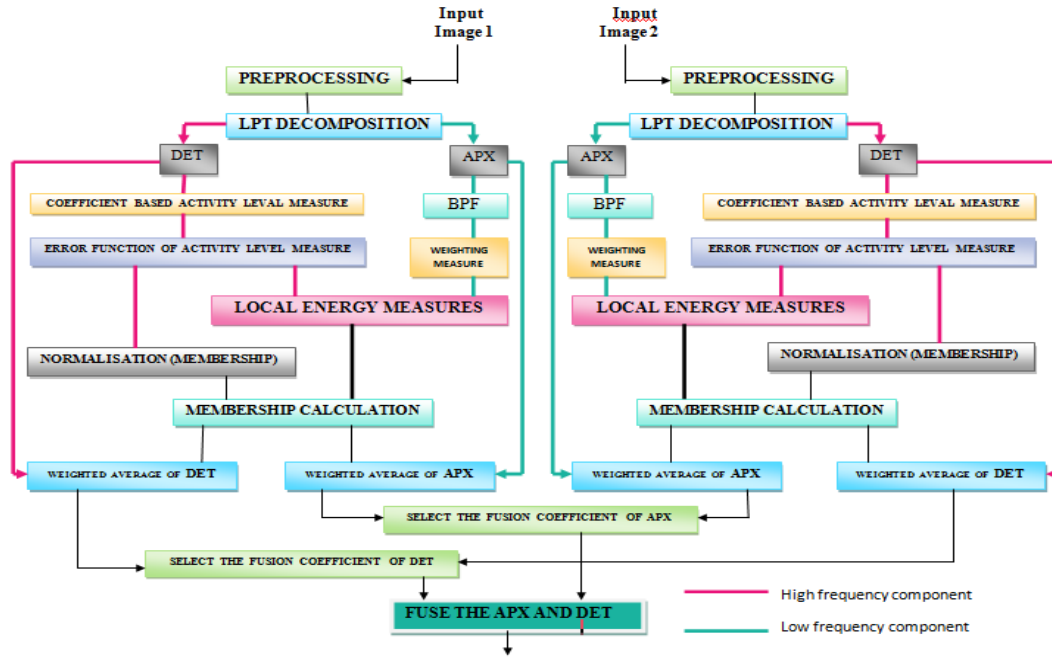 Input
Image 1
Input
Image 2
PREPROCESSING
PREPROCESSING
LPT DECOMPOSITION
LPT DECOMPOSITION
DET
APX
APX
DET
COEFFICIENT BASED ACTIVITY LEVAL MEASURE
BPF
BPF
COEFFICIENT BASED ACTIVITY LEVAL MEASURE
ERROR FUNCTION OF ACTIVITY LEVEL MEASURE
WEIGHTING
MEASURE
WEIGHTING
MEASURE
ERROR FUNCTION OF ACTIVITY LEVEL MEASURE
LOCAL ENERGY MEASURES
LOCAL ENERGY MEASURES
NORMALISATION (MEMBERSHIP)
NORMALISATION (MEMBERSHIP)
MEMBERSHIP CALCULATION
MEMBERSHIP CALCULATION
WEIGHTED AVERAGE OF DET
WEIGHTED AVERAGE OF APX
WEIGHTED AVERAGE OF APX
WEIGHTED AVERAGE OF DET
SELECT THE FUSION COEFFICIENT OF APX
SELECT THE FUSION COEFFICIENT OF DET
FUSE THE APX AND DET
High frequency component
Low frequency component